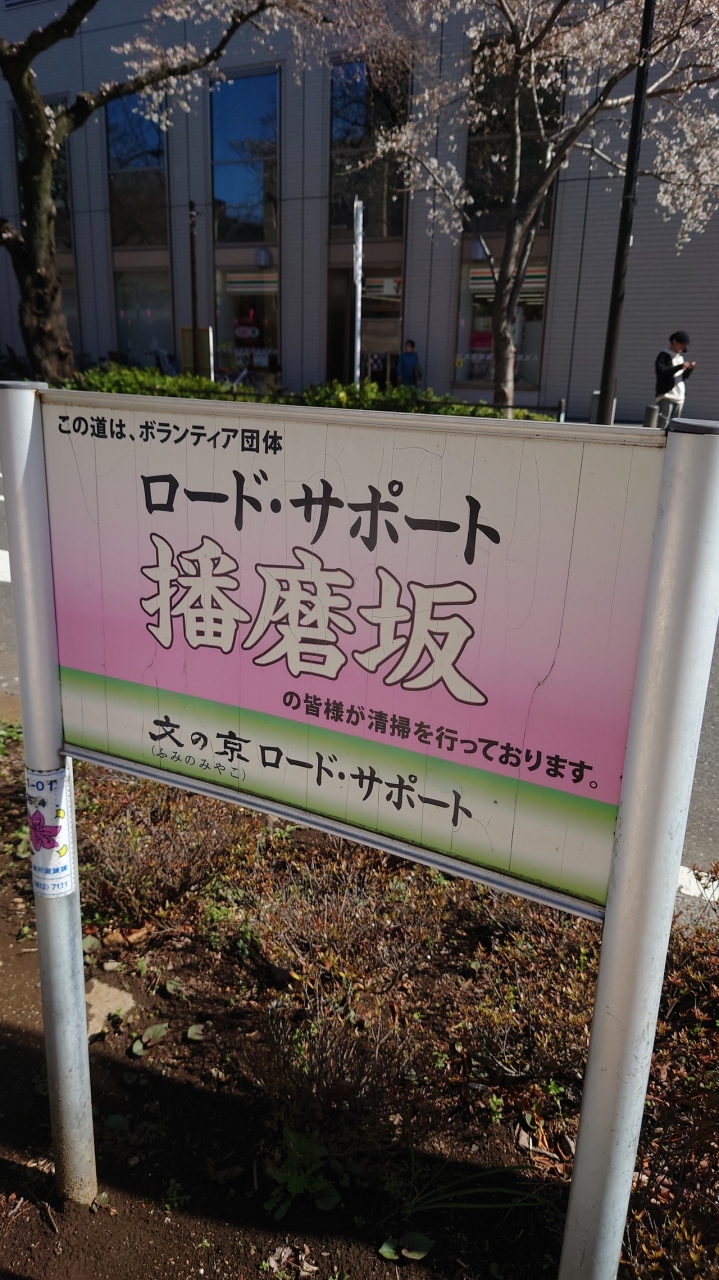 この道は、ボランティア団体
ロード・サポート
播磨坂
の皆様が清掃を行っております。
文の京 ロード・サポート
(ふみのみやこ)